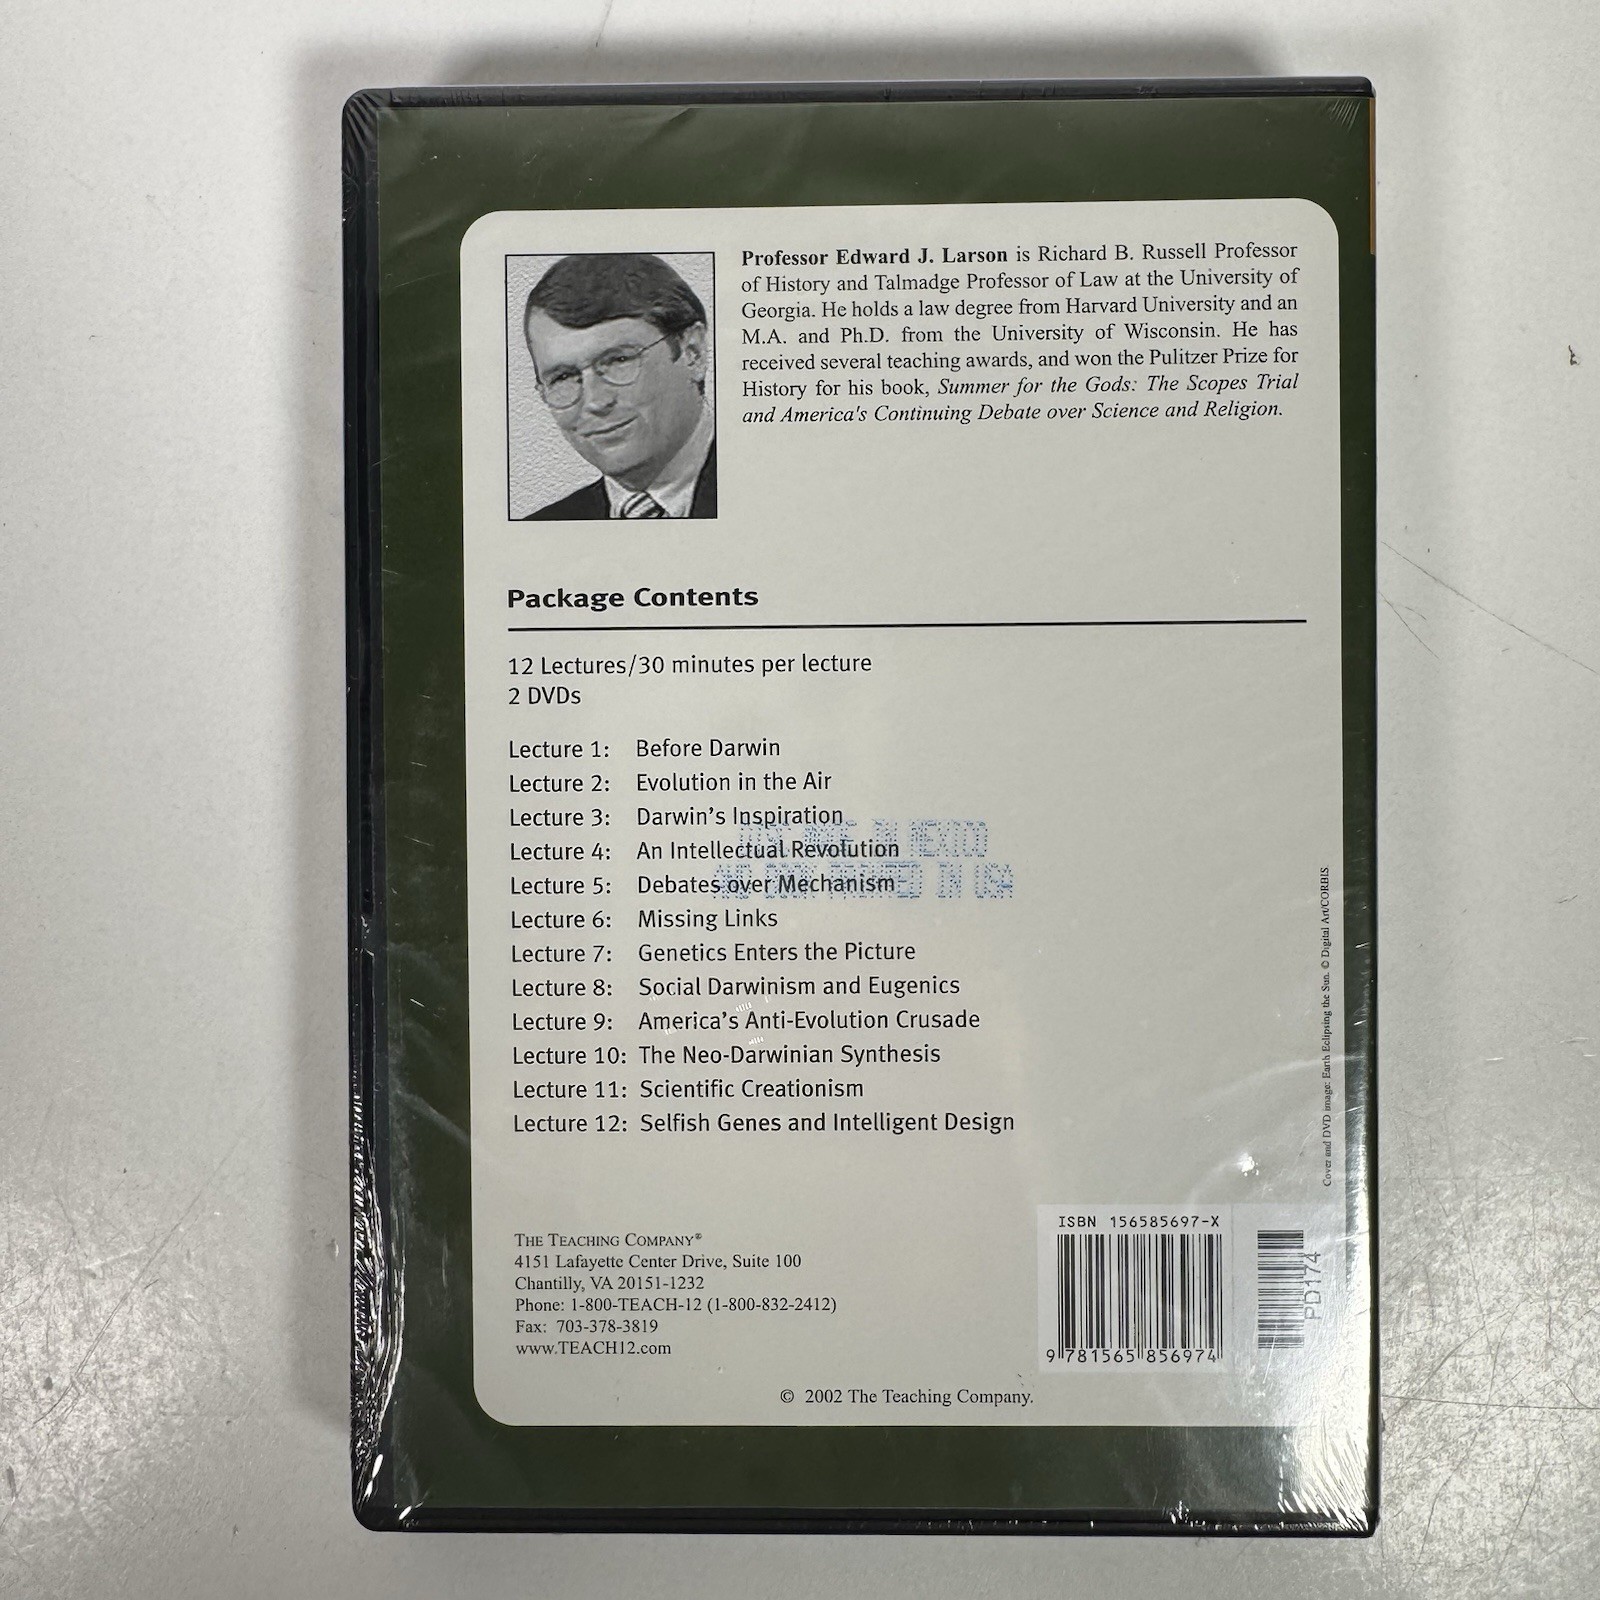 Professor Edward J. Larson is Richard B. Russell Professor
of History and Talmadge Professor of Law at the University of
Georgia. He holds a law degree from Harvard University and an
M.A. and Ph.D. from the University of Wisconsin. He has
received several teaching awards, and won the Pulitzer Prize for
History for his book, Summer for the Gods: The Scopes Trial
and America's Continuing Debate over Science and Religion.
Package Contents
12 Lectures/30 minutes per lecture
2 DVDs
Lecture 1: Before Darwin
Lecture 2: Evolution in the Air
Lecture 3: Darwin's Inspiration
Lecture 4: An Intellectual Revolution
Lecture 5: Debates over Mechanism
Lecture 6: Missing Links
Lecture 7: Genetics Enters the Picture
Lecture 8: Social Darwinism and Eugenics
Lecture 9: America's Anti-Evolution Crusade
Lecture 10: The Neo-Darwinian Synthesis
Lecture 11: Scientific Creationism
Lecture 12: Selfish Genes and Intelligent Design
IN MEXICO
PRINTED IN USA
Cover and DVD image: Earth Eclipsing the Sun. © Digital Art/CORBIS.
THE TEACHING COMPANY®
4151 Lafayette Center Drive, Suite 100
Chantilly, VA 20151-1232
Phone: 1-800-TEACH-12 (1-800-832-2412)
Fax: 703-378-3819
www.TEACH12.com
ISBN 156585697-X
9 781565 856974
PD174
© 2002 The Teaching Company.